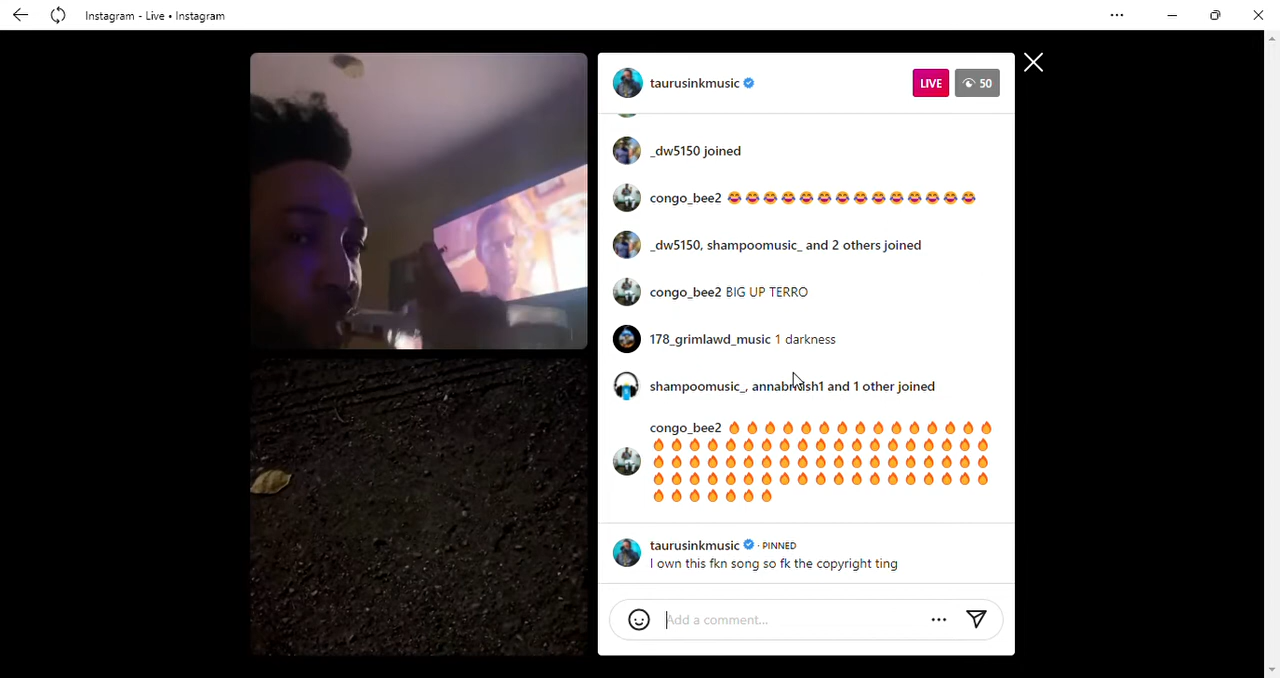 Instagram - Live • Instagram
taurusinkmusic
LIVE
50
_dw5150 joined
congo_bee2 😂😂😂😂😂😂😂😂😂😂😂😂😂😂
_dw5150, shampoomusic_ and 2 others joined
congo_bee2 BIG UP TERRO
178_grimlawd_music 1 darkness
shampoomusic_, and 1 other joined
congo_bee2 🔥🔥🔥🔥🔥🔥🔥🔥🔥🔥🔥🔥🔥🔥🔥
🔥🔥🔥🔥🔥🔥🔥🔥🔥🔥🔥🔥🔥🔥🔥🔥🔥🔥🔥
🔥🔥🔥🔥🔥🔥🔥🔥🔥🔥🔥🔥🔥🔥🔥🔥🔥🔥🔥
🔥🔥🔥🔥🔥🔥🔥🔥🔥🔥🔥🔥🔥🔥🔥🔥🔥🔥🔥
🔥🔥🔥🔥🔥🔥🔥
taurusinkmusic · PINNED
I own this fkn song so fk the copyright ting
Add a comment...